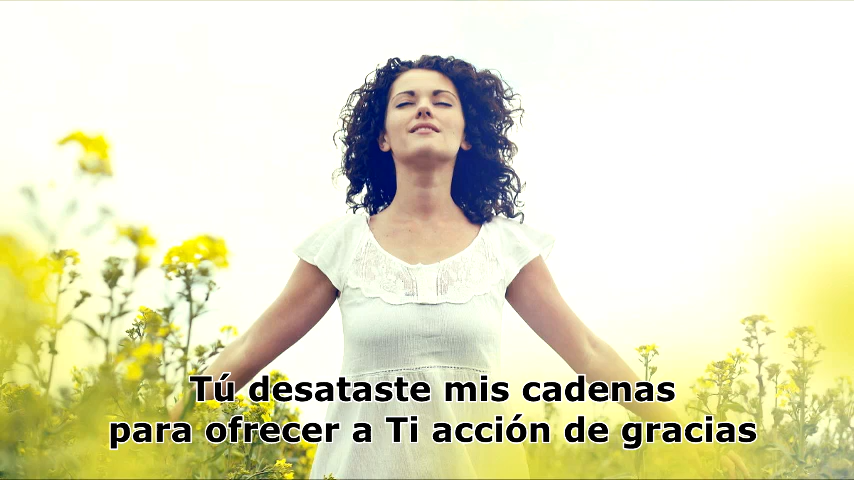 Tú desataste mis cadenas
para ofrecer a Ti acción de gracias